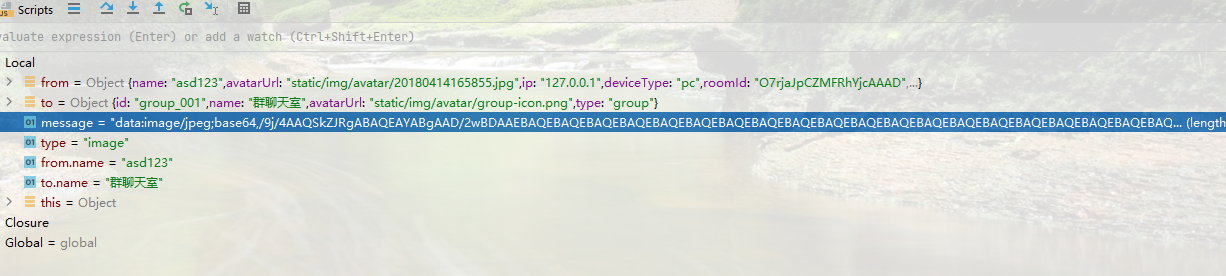 JS Scripts
valuate expression (Enter) or add a watch (Ctrl+Shift+Enter)
Local
from = Object {name: "asd123",avatarUrl: "static/img/avatar/20180414165855.jpg",ip: "127.0.0.1",deviceType: "pc",roomId: "O7rjaJpCZMFRhYjcAAAD",...}
to = Object {id: "group_001",name: "群聊天室",avatarUrl: "static/img/avatar/group-icon.png",type: "group"}
01 message = "data:image/jpeg;base64,/9j/4AAQSkZJRgABAQEAYABgAAD/2wBDAAEBAQEBAQEBAQEBAQEBAQEBAQEBAQEBAQEBAQEBAQEBAQEBAQEBAQEBAQEBAQEBAQEBAQEBAQEBAQEBAQEBAQEBAQ... (length
01 type = "image"
01 from.name = "asd123"
01 to.name = "群聊天室"
this = Object
Closure
Global = global